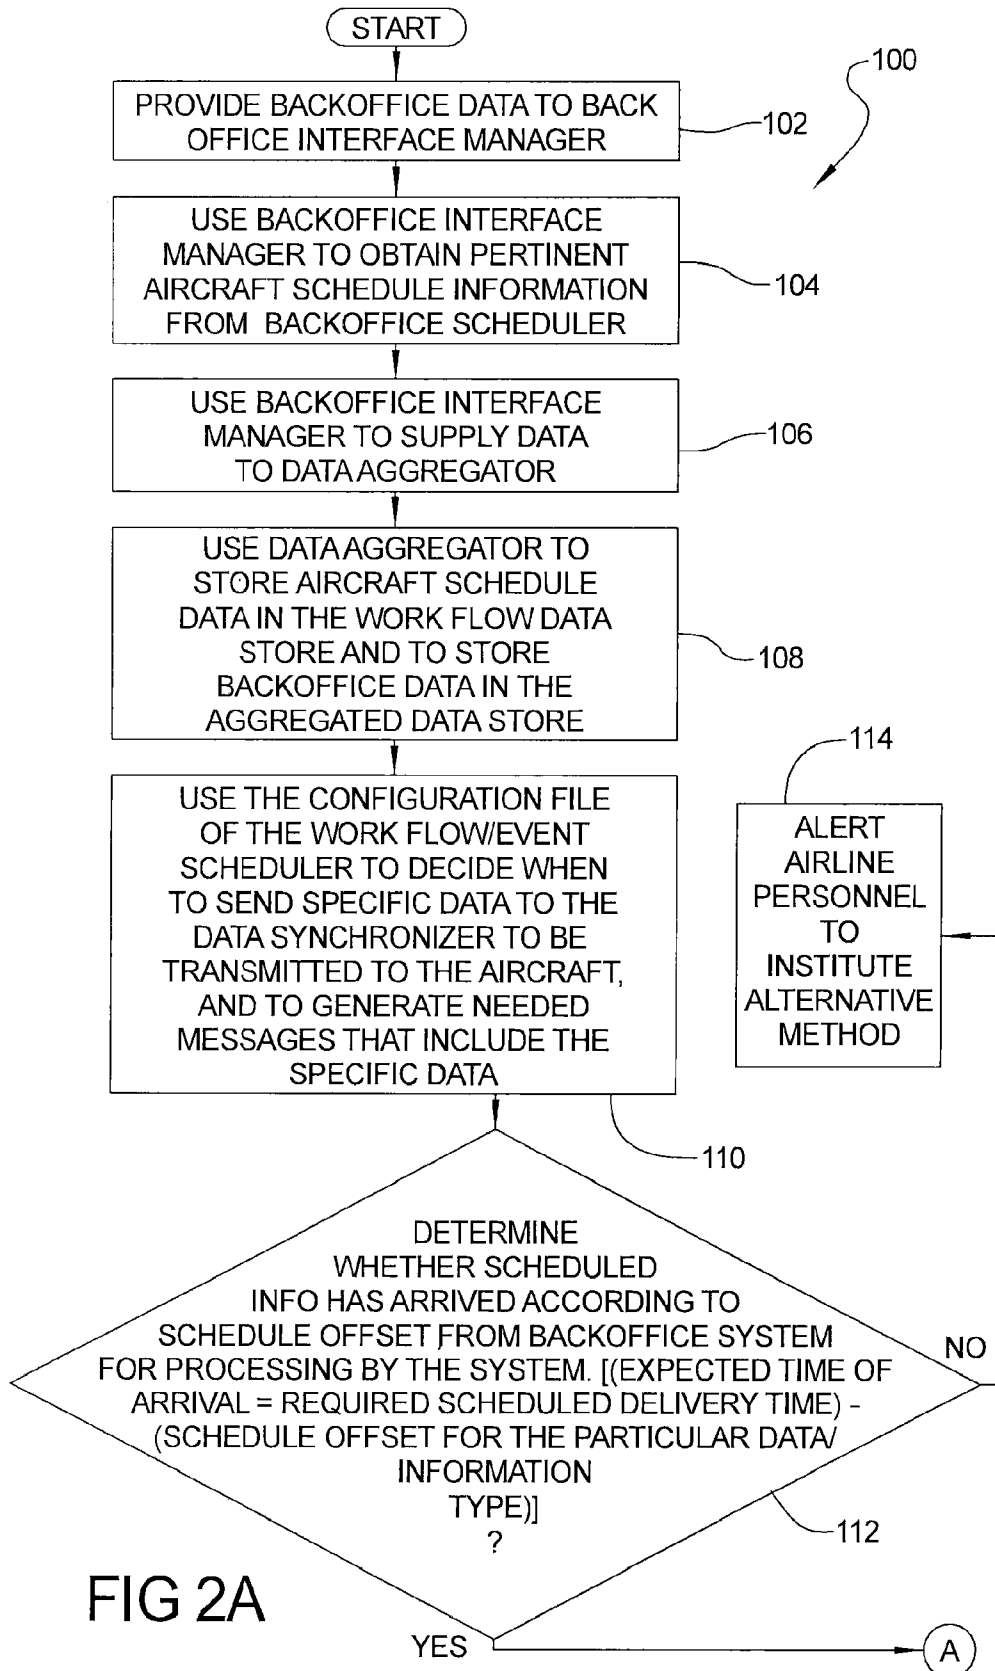 START
100
PROVIDE BACKOFFICE DATA TO BACK
OFFICE INTERFACE MANAGER
102
USE BACKOFFICE INTERFACE
MANAGER TO OBTAIN PERTINENT
AIRCRAFT SCHEDULE INFORMATION
FROM BACKOFFICE SCHEDULER
104
USE BACKOFFICE INTERFACE
MANAGER TO SUPPLY DATA
TO DATA AGGREGATOR
106
USE DATA AGGREGATOR TO
STORE AIRCRAFT SCHEDULE
DATA IN THE WORK FLOW DATA
STORE AND TO STORE
BACKOFFICE DATA IN THE
AGGREGATED DATA STORE
108
USE THE CONFIGURATION FILE
OF THE WORK FLOW/EVENT
SCHEDULER TO DECIDE WHEN
TO SEND SPECIFIC DATA TO THE
DATA SYNCHRONIZER TO BE
TRANSMITTED TO THE AIRCRAFT,
AND TO GENERATE NEEDED
MESSAGES THAT INCLUDE THE
SPECIFIC DATA
110
114
ALERT
AIRLINE
PERSONNEL
TO
INSTITUTE
ALTERNATIVE
METHOD
DETERMINE
WHETHER SCHEDULED
INFO HAS ARRIVED ACCORDING TO
SCHEDULE OFFSET FROM BACKOFFICE SYSTEM
FOR PROCESSING BY THE SYSTEM. [(EXPECTED TIME OF
ARRIVAL = REQUIRED SCHEDULED DELIVERY TIME) -
(SCHEDULE OFFSET FOR THE PARTICULAR DATA/
INFORMATION
TYPE)]
?
NO
112
YES
A
FIG 2A